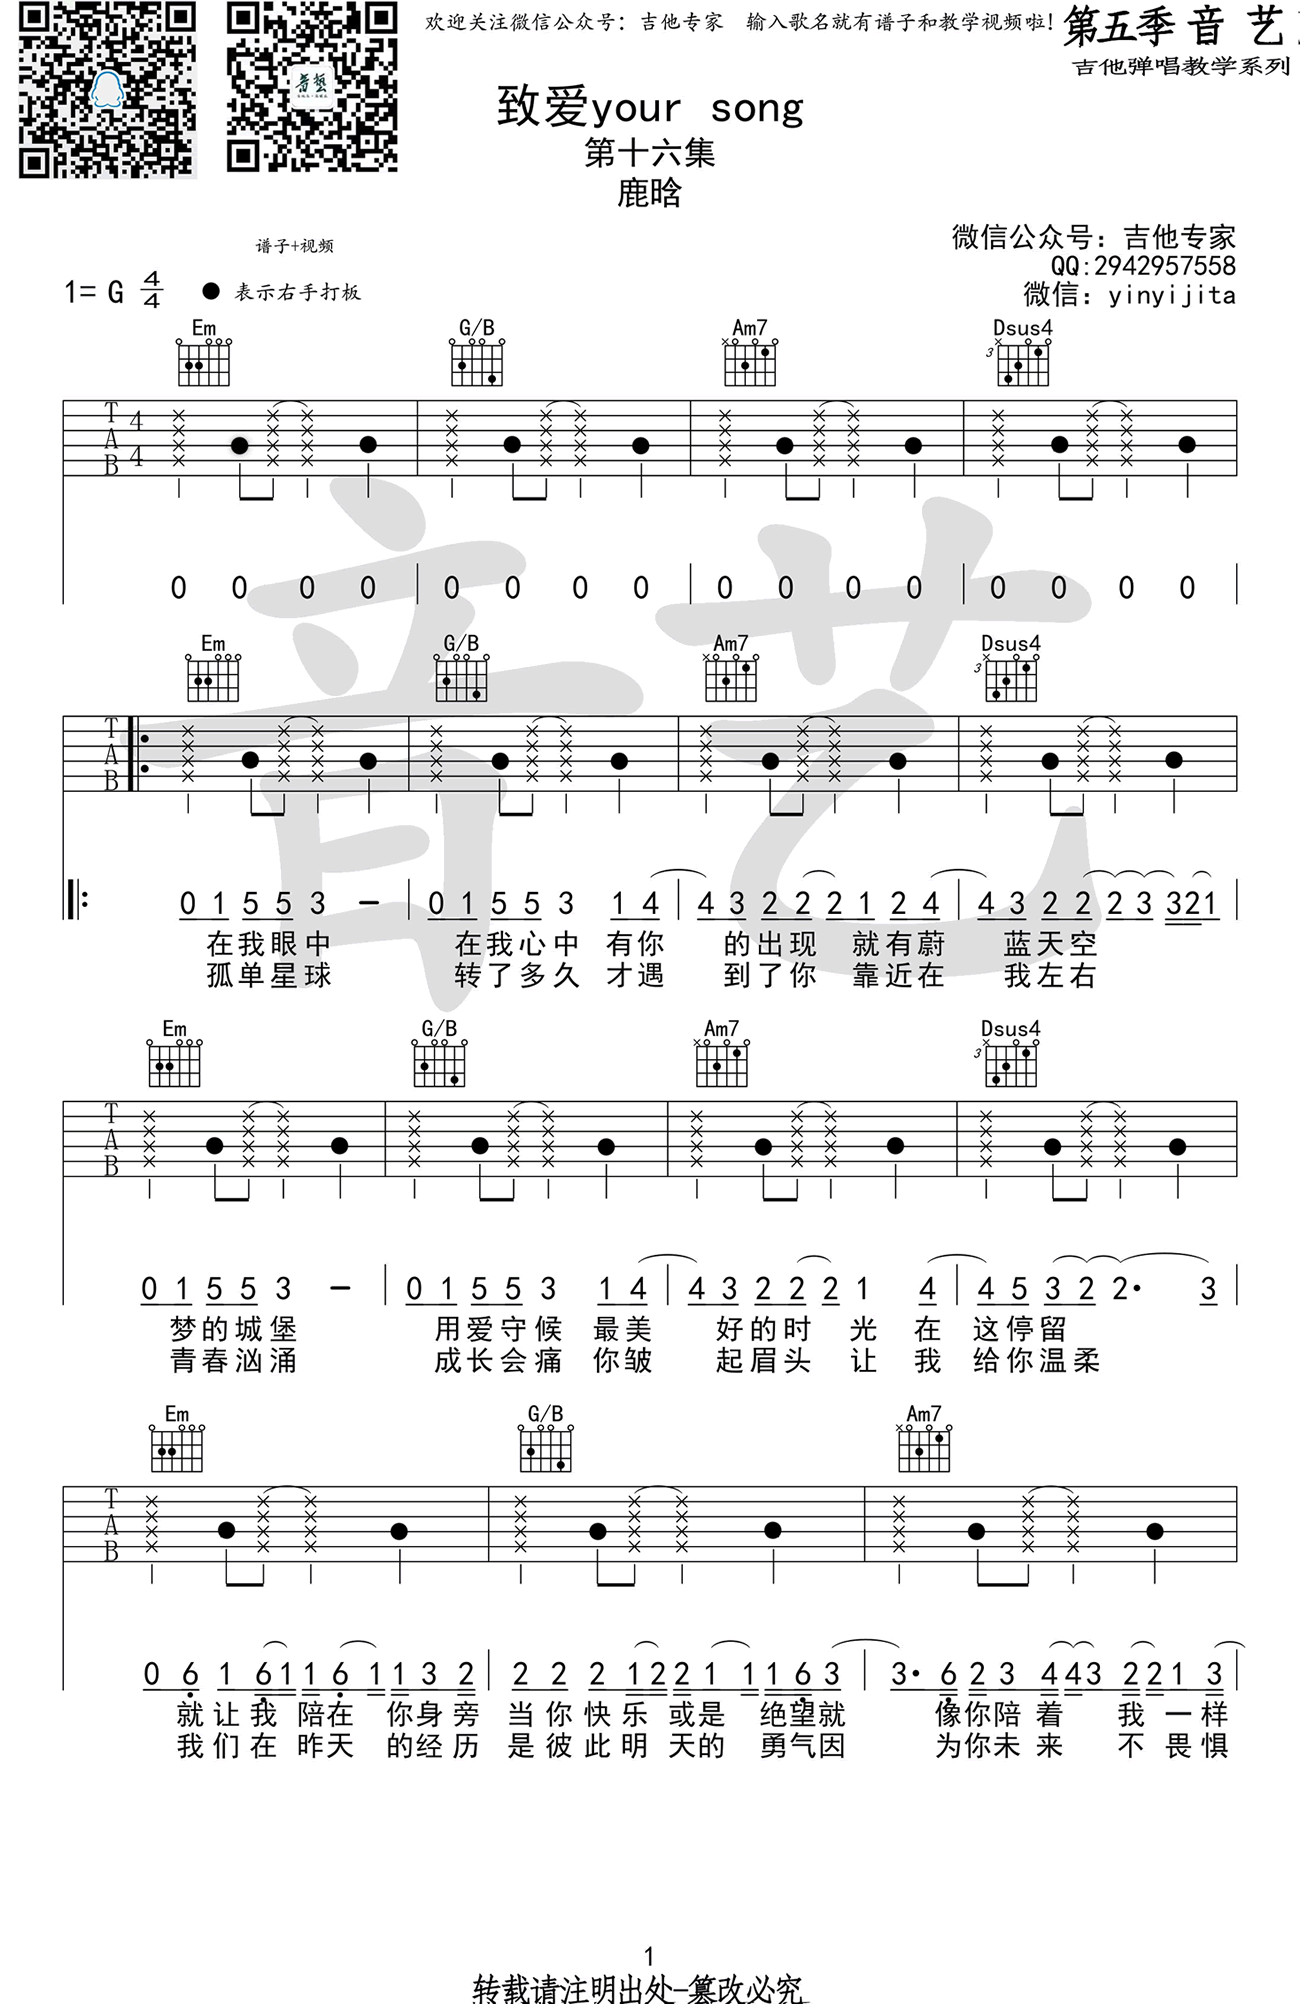 欢迎关注微信公众号：吉他专家　输入歌名就有谱子和教学视频啦！
第五季 音 艺
吉他弹唱教学系列
致爱your song
第十六集
鹿晗
微信公众号：吉他专家
谱子+视频
QQ:2942957558
1= G 4/4 ● 表示右手打板
微信：yinyijita
Em G/B Am7 Dsus4
3
T A B 4 4
0 0 0 0 | 0 0 0 0 | 0 0 0 0 | 0 0 0 0
Em G/B Am7 Dsus4
3
T A B
0 1 5 5 3 – | 0 1 5 5 3 1 4 | 4 3 2 2 2 1 2 4 | 4 3 2 2 2 3 3 2 1
在我眼中 在我心中 有你 的出现 就有蔚 蓝天空
孤单星球 转了多久 才遇 到了你 靠近在 我左右
Em G/B Am7 Dsus4
3
T A B
0 1 5 5 3 – | 0 1 5 5 3 1 4 | 4 3 2 2 2 1 4 | 4 5 3 2 2· 3
梦的城堡 用爱守候 最美 好的时 光 在 这停留
青春汹涌 成长会痛 你皱 起眉头 让 我 给你温柔
Em G/B Am7
T A B
0 6 1 6 1 1 6 1 1 3 2 | 2 2 2 1 2 2 1 1 1 6 3 | 3· 6 2 3 4 4 3 2 2 1 3
就让我 陪在 你身旁 当你快乐 或是 绝望就 像你陪着 我一样
我们在 昨天 的经历 是彼此明 天的 勇气因 为你未来 不畏惧
1
转载请注明出处-篡改必究
音艺